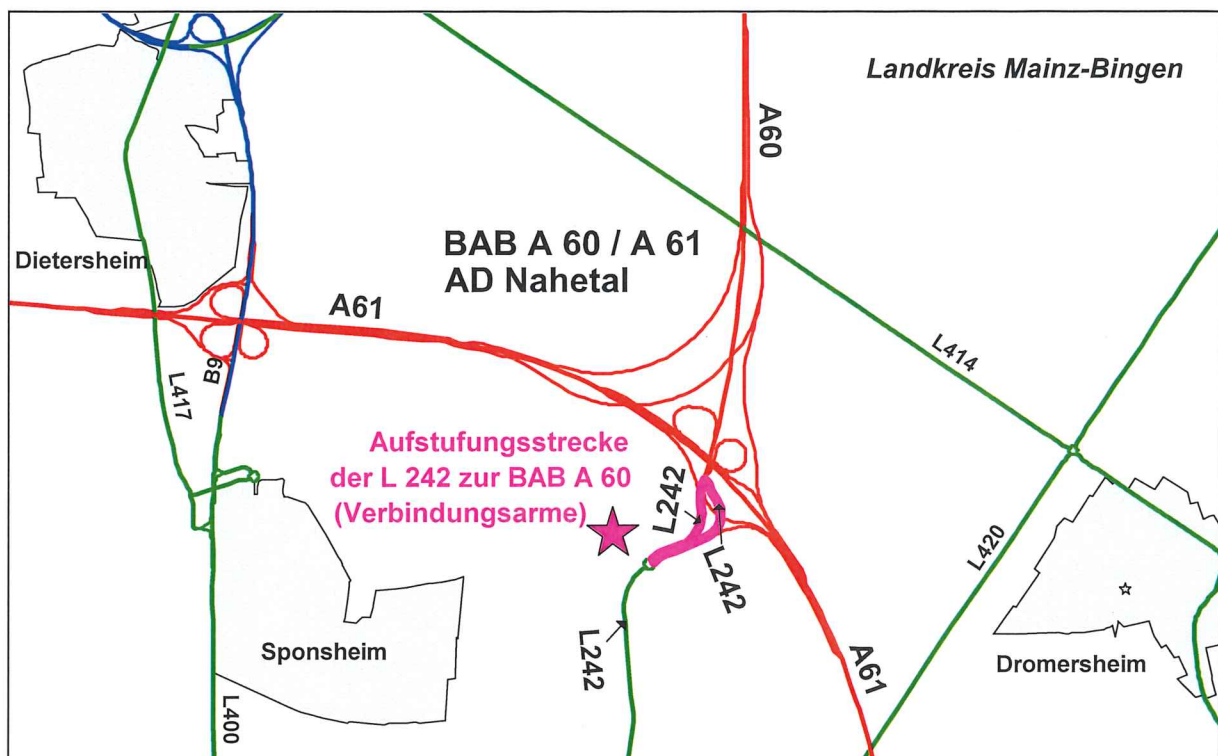 Landkreis Mainz-Bingen
A60
BAB A 60 / A 61
AD Nahetal
Dietersheim
A61
B9
L417
L414
Aufstufungsstrecke
der L 242 zur BAB A 60
(Verbindungsarme)
L242
L242
L420
L242
Sponsheim
Dromersheim
A61
L400